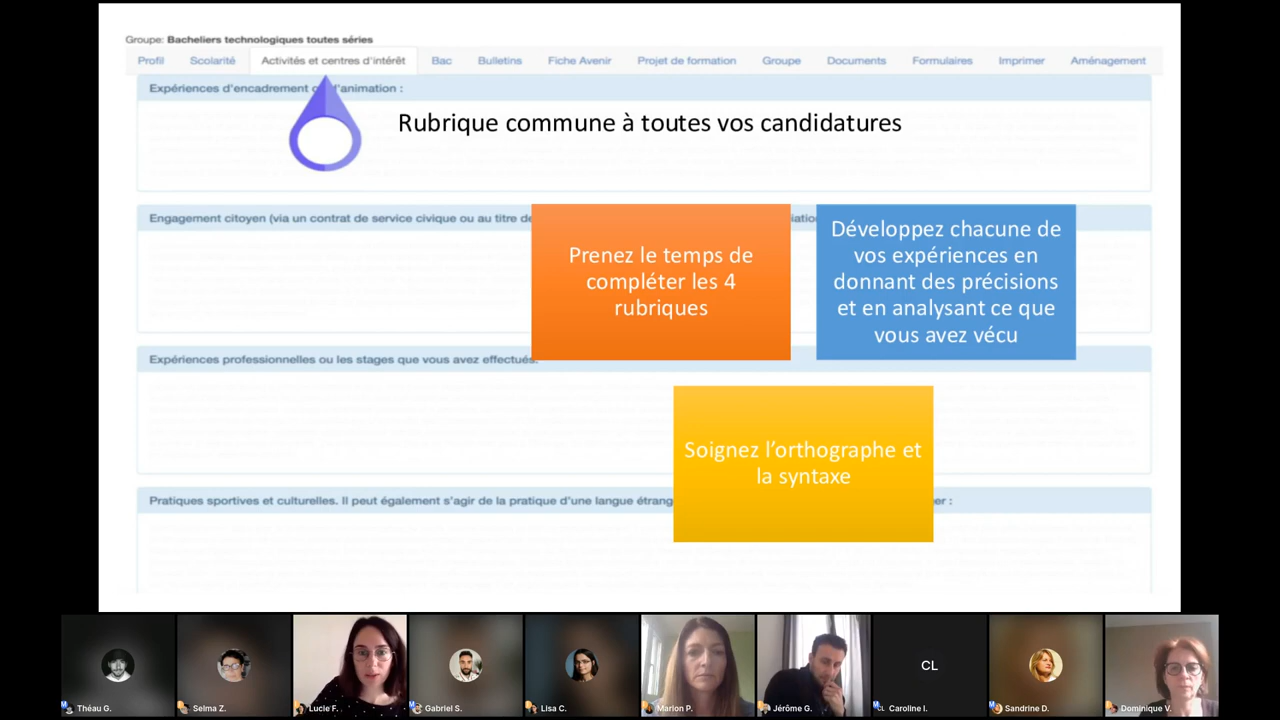 Groupe: Bacheliers technologiques toutes séries
Profil Scolarité Activités et centres d'intérêt Bac Bulletins Fiche Avenir Projet de formation Groupe Documents Formulaires Imprimer Aménagement
Expériences d'encadrement d'animation :
Rubrique commune à toutes vos candidatures
Engagement citoyen (via un contrat de service civique ou au titre
Prenez le temps de
compléter les 4
rubriques
Développez chacune de
vos expériences en
donnant des précisions
et en analysant ce que
vous avez vécu
Expériences professionnelles ou les stages que vous avez effectués.
Soignez l'orthographe et
la syntaxe
Pratiques sportives et culturelles. Il peut également s'agir de la pratique d'une langue
Théau G. Selma Z. Lucie F. Gabriel S. Lisa C. Marion P. Jérôme G. CL Caroline I. Sandrine D. Dominique V.